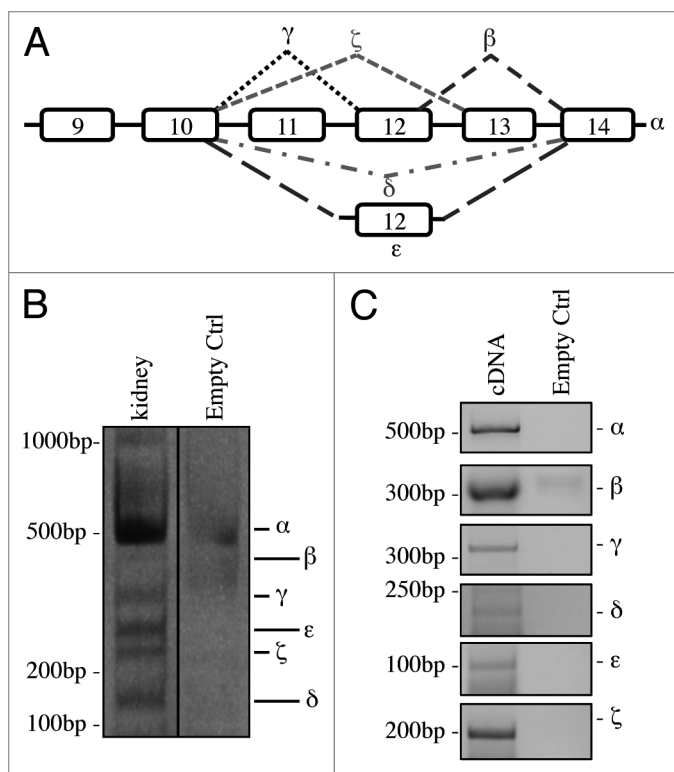 A
γ ζ β
9 10 11 12 13 14 α
δ
12
ε
B
kidney Empty Ctrl
1000bp-
500bp -
200bp -
100bp -
α
β
γ
ε
ζ
δ
C
cDNA Empty Ctrl
500bp - - α
300bp - - β
300bp - - γ
250bp -
- δ
100bp - - ε
200bp - - ζ